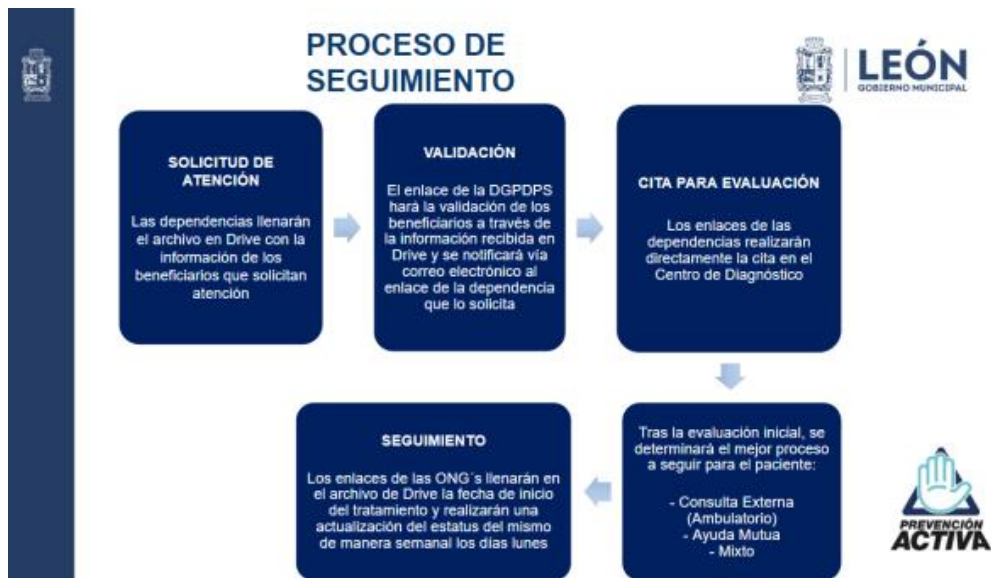 PROCESO DE
SEGUIMIENTO
LEÓN
GOBIERNO MUNICIPAL
SOLICITUD DE
ATENCIÓN
Las dependencias llenarán
el archivo en Drive con la
información de los
beneficiarios que solicitan
atención
VALIDACIÓN
El enlace de la DGPDPS
hará la validación de los
beneficiarios a través de
la información recibida en
Drive y se notificará vía
correo electrónico al
enlace de la dependencia
que lo solicita
CITA PARA EVALUACIÓN
Los enlaces de las
dependencias realizarán
directamente la cita en el
Centro de Diagnóstico
Tras la evaluación inicial, se
determinará el mejor proceso
a seguir para el paciente:
- Consulta Externa
(Ambulatorio)
- Ayuda Mutua
- Mixto
SEGUIMIENTO
Los enlaces de las ONG´s llenarán en
el archivo de Drive la fecha de inicio
del tratamiento y realizarán una
actualización del estatus del mismo
de manera semanal los días lunes
PREVENCIÓN
ACTIVA